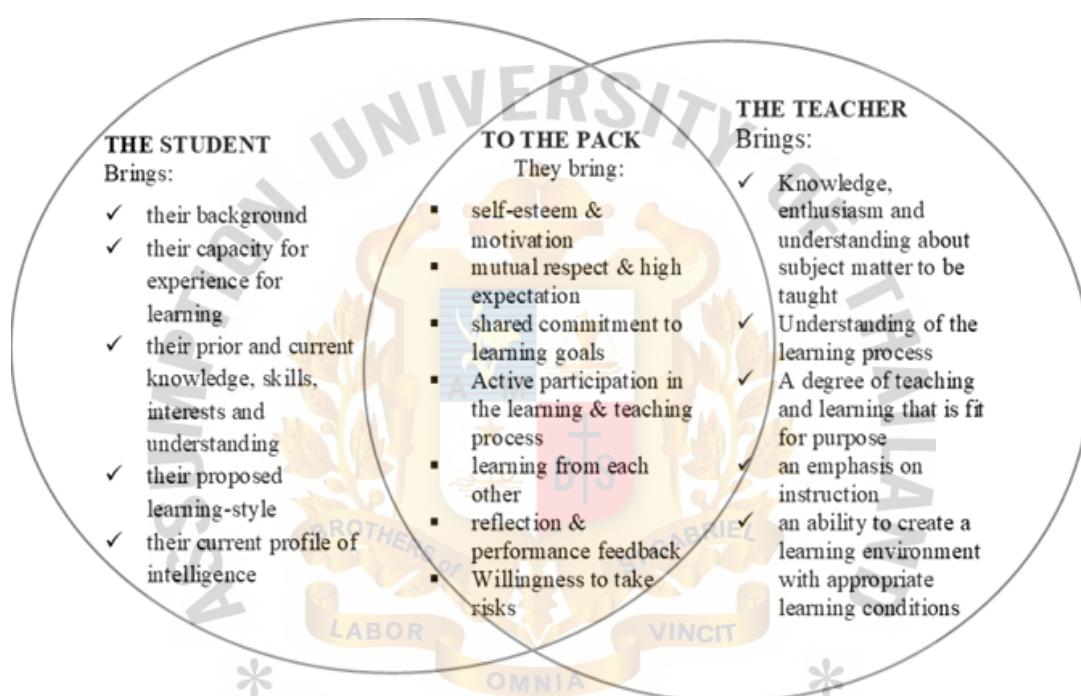 THE STUDENT
Brings:
✓ their background
✓ their capacity for
experience for
learning
✓ their prior and current
knowledge, skills,
interests and
understanding
✓ their proposed
learning-style
✓ their current profile of
intelligence
TO THE PACK
They bring:
▪ self-esteem &
motivation
▪ mutual respect & high
expectation
▪ shared commitment to
learning goals
▪ Active participation in
the learning & teaching
process
▪ learning from each
other
▪ reflection &
performance feedback
▪ Willingness to take
risks
THE TEACHER
Brings:
✓ Knowledge,
enthusiasm and
understanding about
subject matter to be
taught
✓ Understanding of the
learning process
✓ A degree of teaching
and learning that is fit
for purpose
✓ an emphasis on
instruction
✓ an ability to create a
learning environment
with appropriate
learning conditions
ASSUMPTION UNIVERSITY OF THAILAND
BROTHERS of ST GABRIEL
LABOR
OMNIA
VINCIT
D S